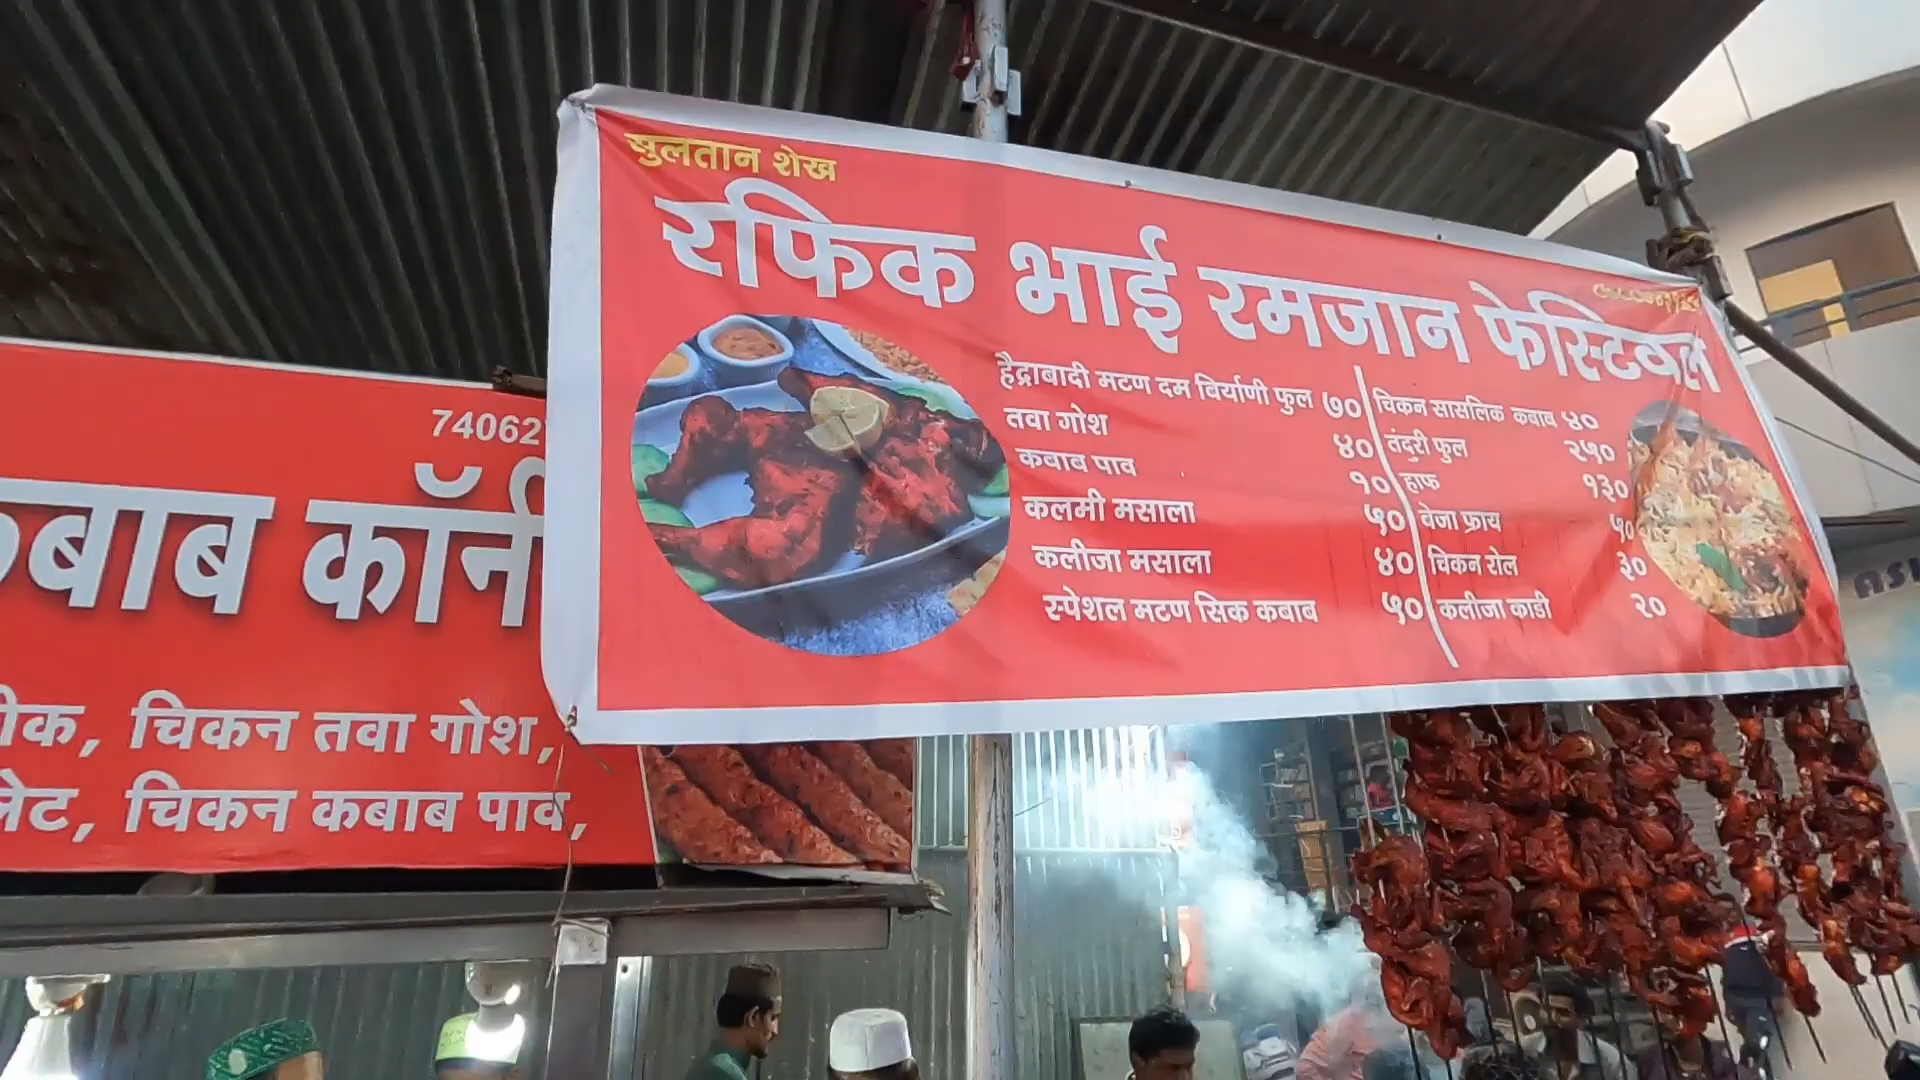 सुलतान शेख
रफिक भाई रमजान फेस्टिवल
हैद्राबादी मटण दम बिर्याणी फुल ७०
तवा गोश ४०
कबाब पाव १०
कलमी मसाला ५०
कलीजा मसाला ४०
स्पेशल मटण सिक कबाब ५०
चिकन सासलिक कबाब ४०
तंदुरी फुल २५०
हाफ १३०
वेजा फ्राय ५०
चिकन रोल ३०
कलीजा काडी २०
74062
कबाब कॉर्न
चिकन तवा गोश,
चिकन कबाब पाव,